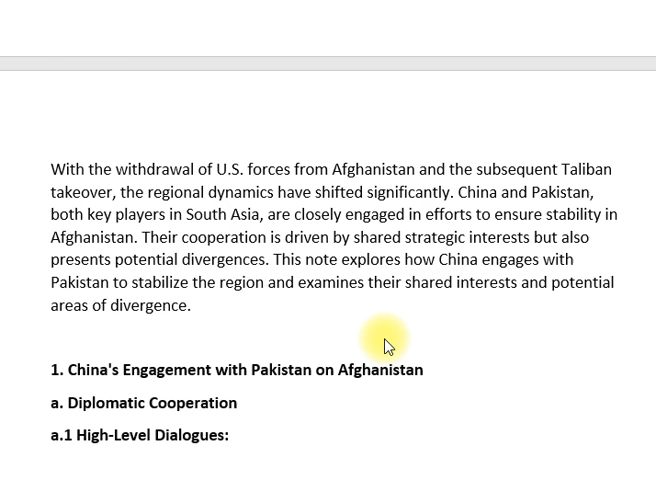 With the withdrawal of U.S. forces from Afghanistan and the subsequent Taliban
takeover, the regional dynamics have shifted significantly. China and Pakistan,
both key players in South Asia, are closely engaged in efforts to ensure stability in
Afghanistan. Their cooperation is driven by shared strategic interests but also
presents potential divergences. This note explores how China engages with
Pakistan to stabilize the region and examines their shared interests and potential
areas of divergence.
1. China's Engagement with Pakistan on Afghanistan
a. Diplomatic Cooperation
a.1 High-Level Dialogues: